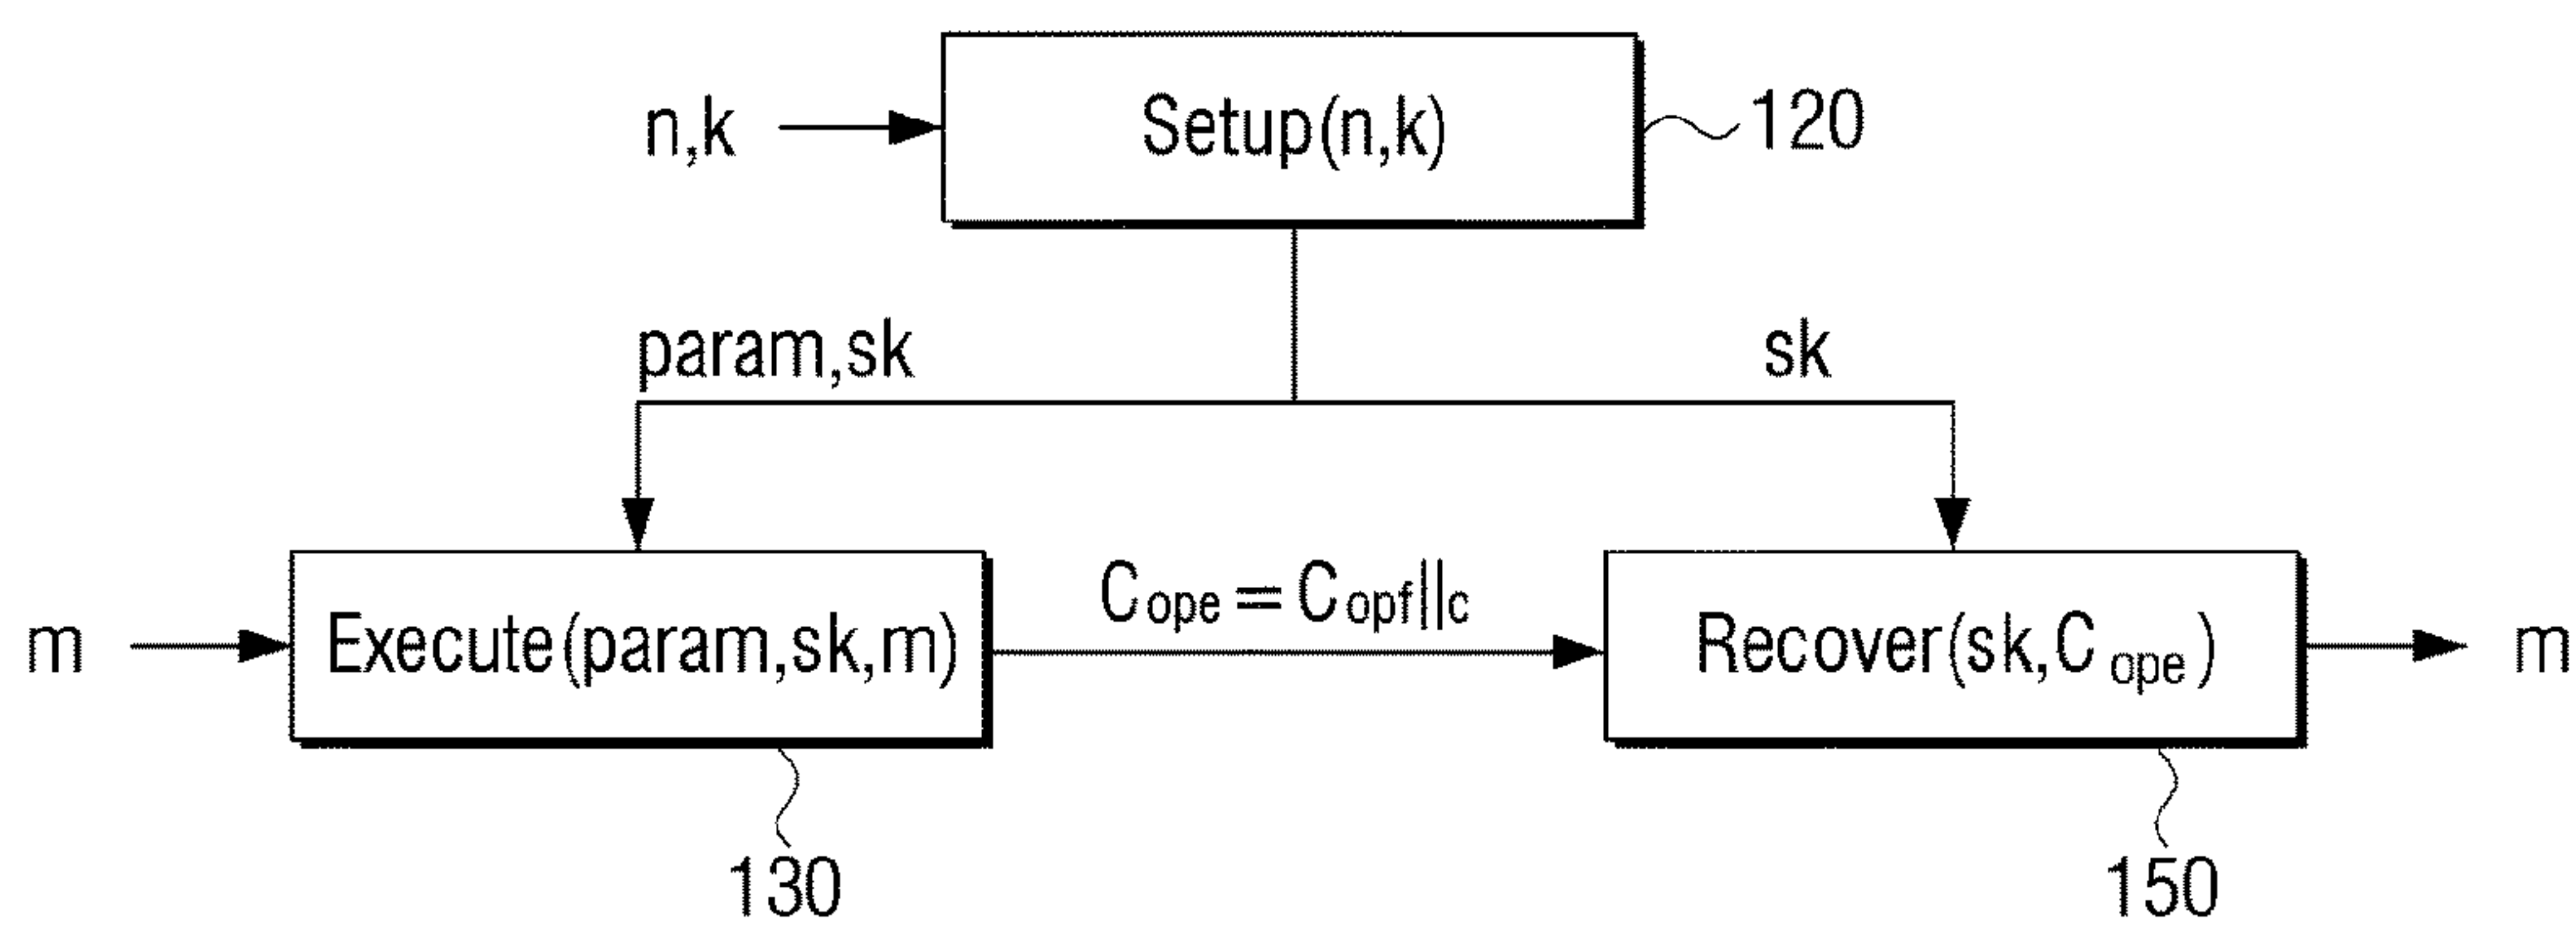 n,k
Setup(n,k)
120
param,sk
sk
m
Execute(param,sk,m)
Cope = Copf||c
Recover(sk,Cope)
m
130
150